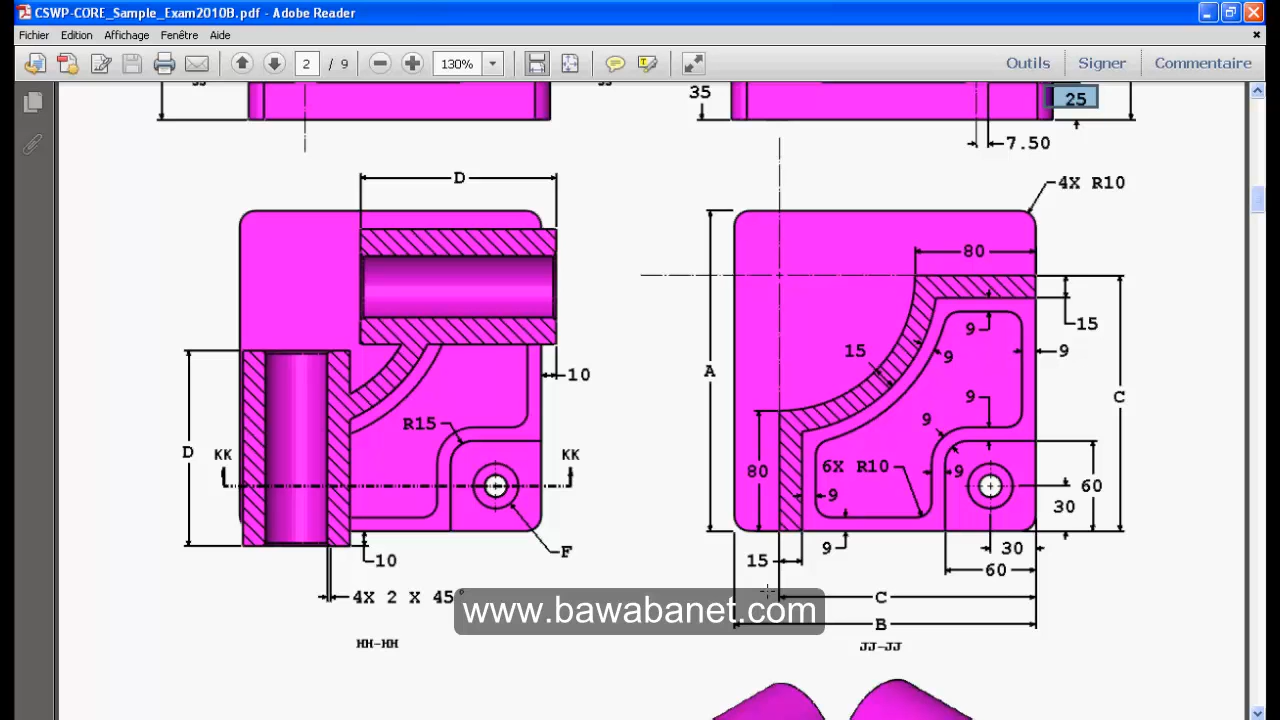 CSWP-CORE_Sample_Exam2010B.pdf - Adobe Reader
Fichier Edition Affichage Fenêtre Aide
2 / 9 130% Outils Signer Commentaire
35 25
7.50
D 4X R10
80
15
10 A 15 9 9 9 C
R15 9 9
D KK KK 80 6X R10 9 60
9 30
F 9 30
10 15 60
4X 2 X 45° C
www.bawabanet.com
B
HH-HH JJ-JJ